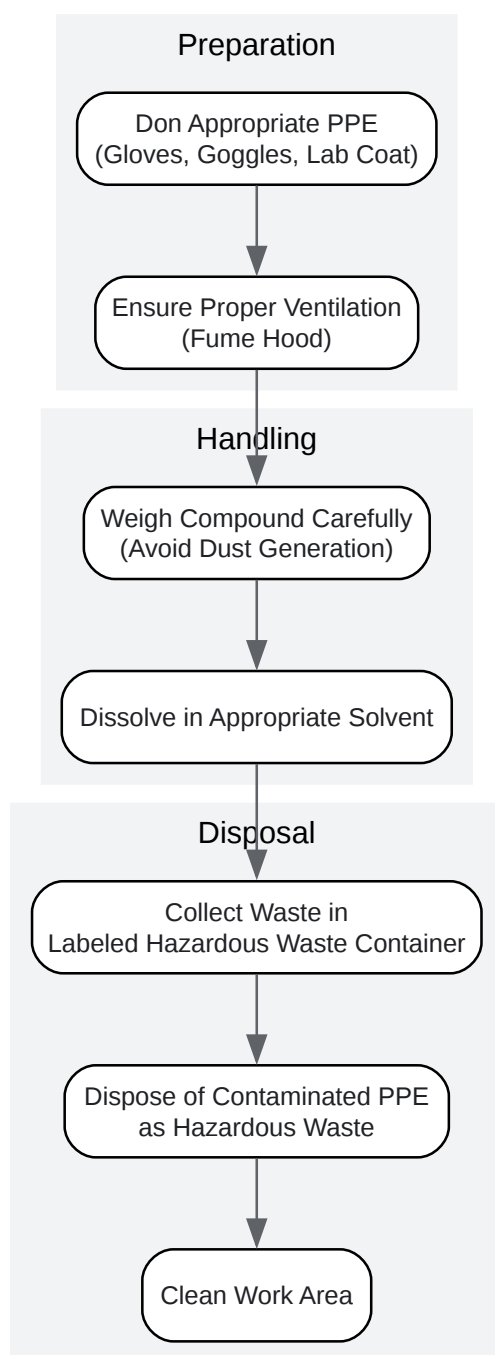 Preparation
Don Appropriate PPE
(Gloves, Goggles, Lab Coat)
Ensure Proper Ventilation
(Fume Hood)
Handling
Weigh Compound Carefully
(Avoid Dust Generation)
Dissolve in Appropriate Solvent
Disposal
Collect Waste in
Labeled Hazardous Waste Container
Dispose of Contaminated PPE
as Hazardous Waste
Clean Work Area